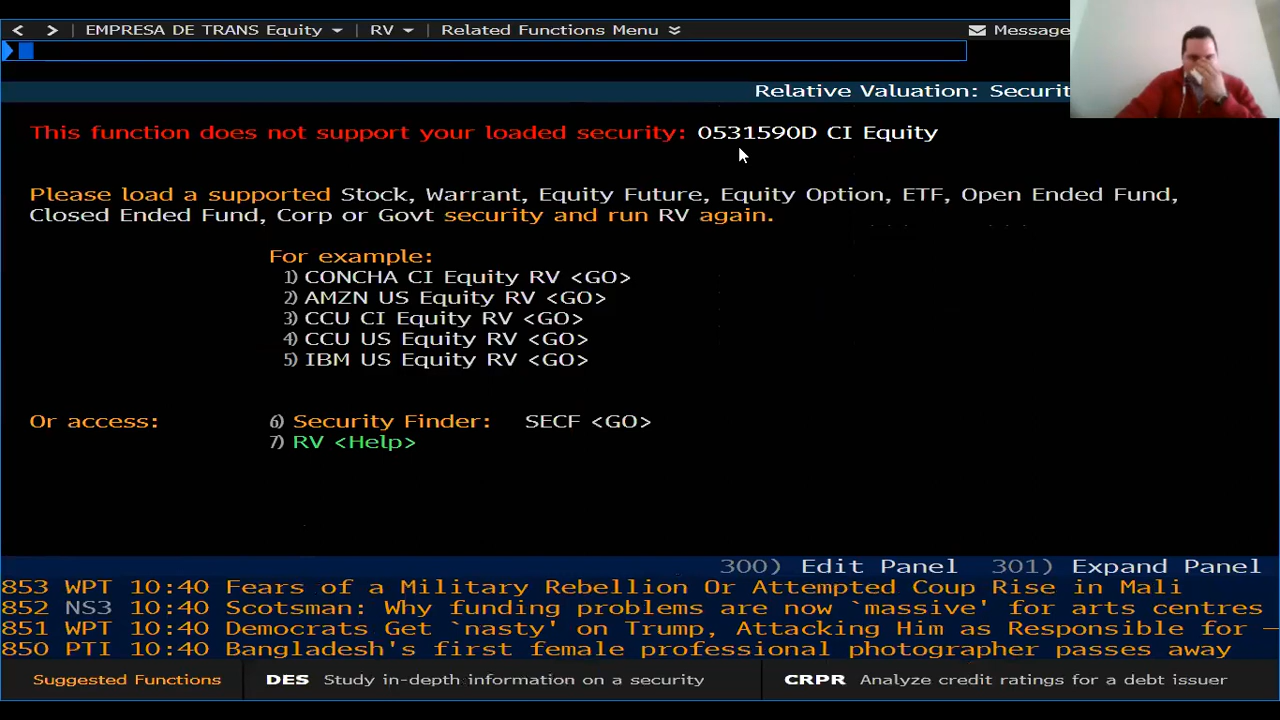 < > EMPRESA DE TRANS Equity RV Related Functions Menu Message
Relative Valuation: Securit
This function does not support your loaded security: 0531590D CI Equity
Please load a supported Stock, Warrant, Equity Future, Equity Option, ETF, Open Ended Fund,
Closed Ended Fund, Corp or Govt security and run RV again.
For example:
1) CONCHA CI Equity RV <GO>
2) AMZN US Equity RV <GO>
3) CCU CI Equity RV <GO>
4) CCU US Equity RV <GO>
5) IBM US Equity RV <GO>
Or access: 6) Security Finder: SECF <GO>
7) RV <Help>
300) Edit Panel 301) Expand Panel
853 WPT 10:40 Fears of a Military Rebellion Or Attempted Coup Rise in Mali
852 NS3 10:40 Scotsman: Why funding problems are now `massive' for arts centres
851 WPT 10:40 Democrats Get `nasty' on Trump, Attacking Him as Responsible for —
850 PTI 10:40 Bangladesh's first female professional photographer passes away
Suggested Functions DES Study in-depth information on a security CRPR Analyze credit ratings for a debt issuer